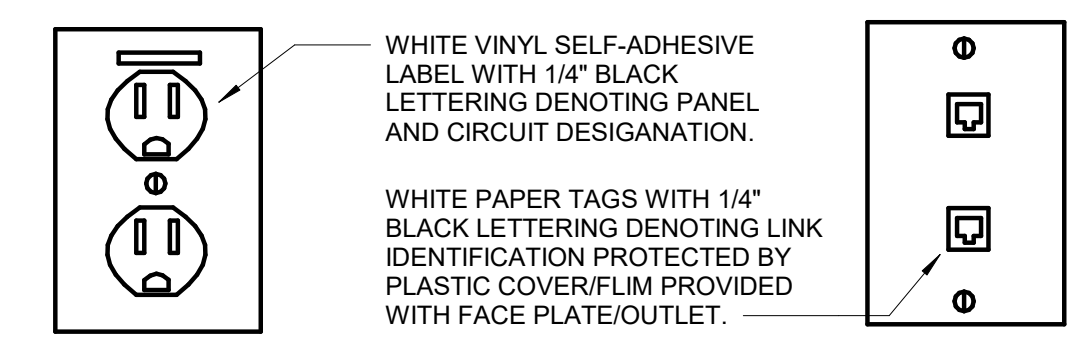 WHITE VINYL SELF-ADHESIVE
LABEL WITH 1/4" BLACK
LETTERING DENOTING PANEL
AND CIRCUIT DESIGANATION.
WHITE PAPER TAGS WITH 1/4"
BLACK LETTERING DENOTING LINK
IDENTIFICATION PROTECTED BY
PLASTIC COVER/FLIM PROVIDED
WITH FACE PLATE/OUTLET.